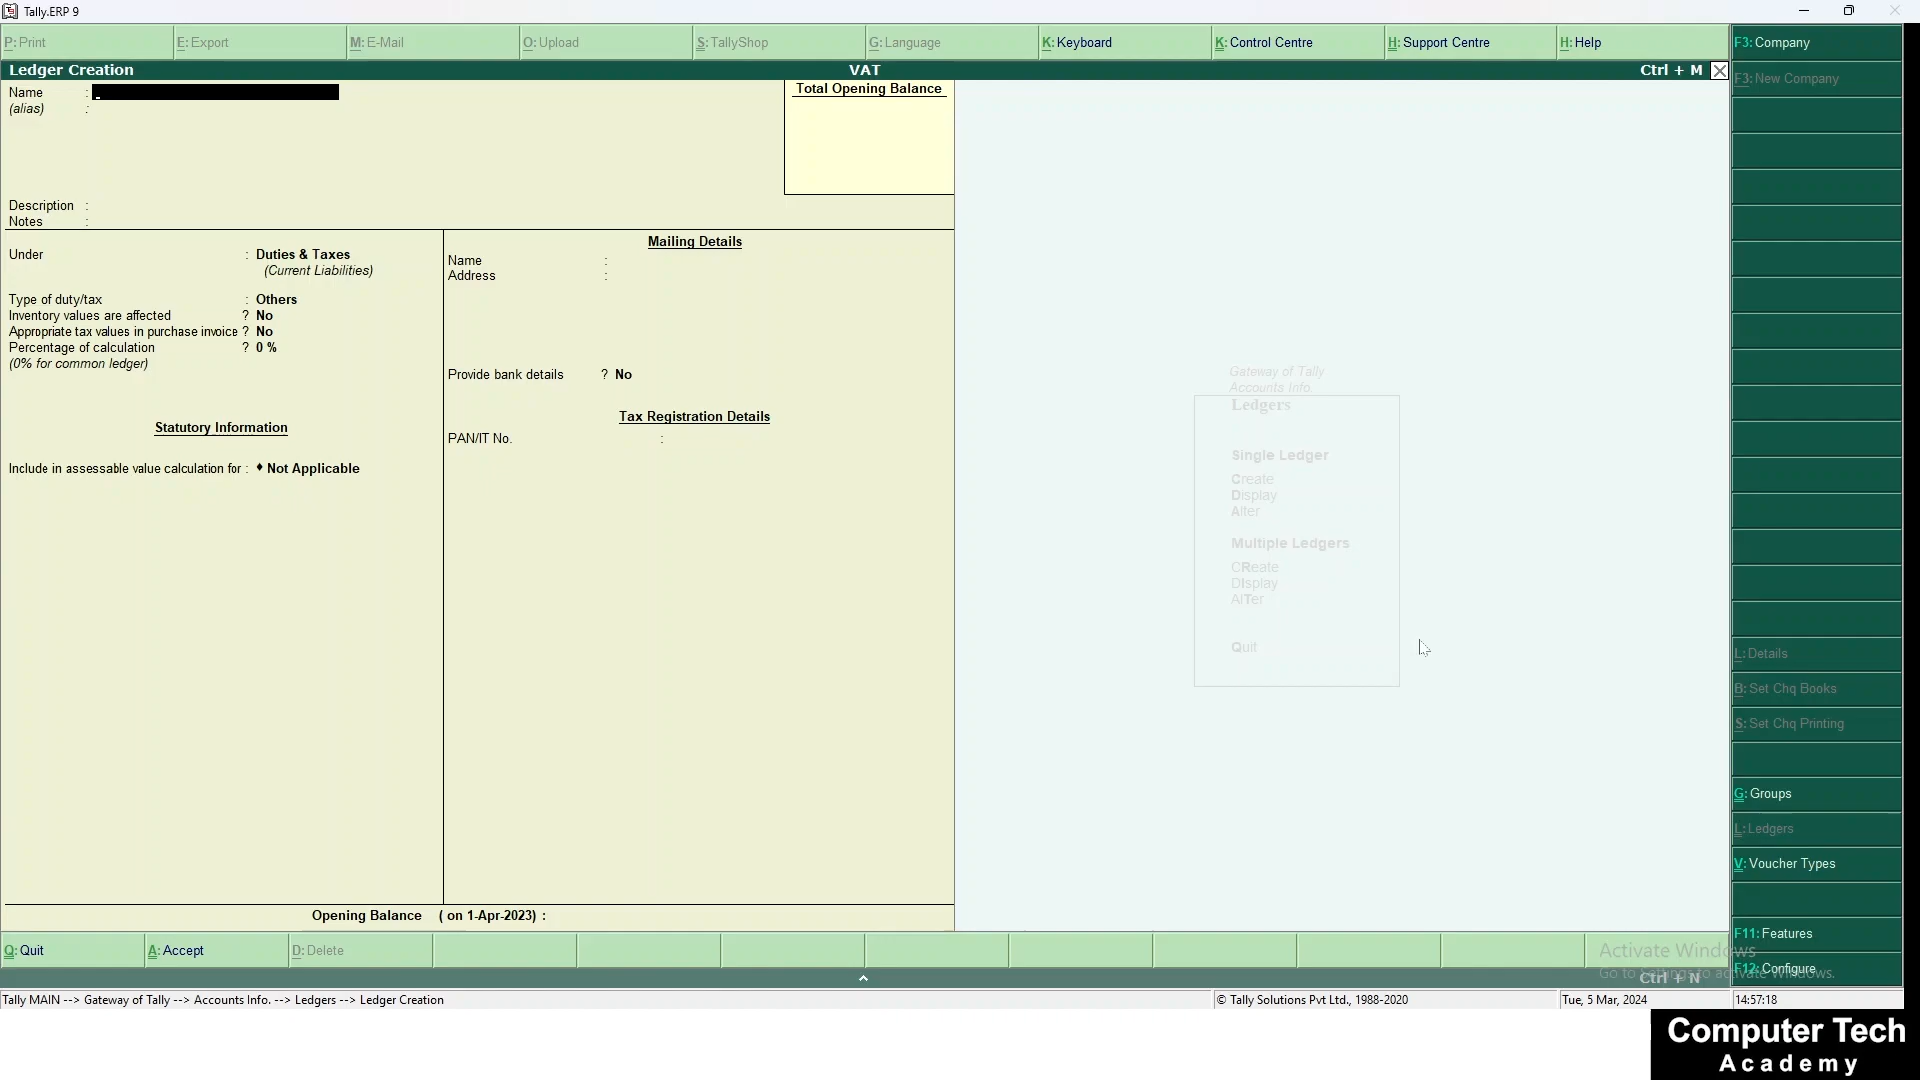 Tally.ERP 9
P: Print
E: Export
M: E-Mail
O: Upload
S: TallyShop
G: Language
K: Keyboard
K: Control Centre
H: Support Centre
H: Help
F3: Company
Ledger Creation
VAT
Ctrl + M
F3: New Company
Name :
(alias) :
Total Opening Balance
Description :
Notes :
Under : Duties & Taxes
(Current Liabilities)
Type of duty/tax : Others
Inventory values are affected ? No
Appropriate tax values in purchase invoice ? No
Percentage of calculation ? 0 %
(0% for common ledger)
Statutory Information
Include in assessable value calculation for : ♦ Not Applicable
Mailing Details
Name :
Address :
Provide bank details ? No
Tax Registration Details
PAN/IT No. :
Gateway of Tally
Accounts Info.
Ledgers
Single Ledger
Create
Display
Alter
Multiple Ledgers
CReate
DIsplay
AlTer
Quit
L: Details
B: Set Chq Books
S: Set Chq Printing
G: Groups
L: Ledgers
V: Voucher Types
F11: Features
F12: Configure
Opening Balance ( on 1-Apr-2023) :
Q: Quit
A: Accept
D: Delete
Activate Windows
Go to Settings to activate Windows.
Ctrl + N
Tally MAIN --> Gateway of Tally --> Accounts Info. --> Ledgers --> Ledger Creation
© Tally Solutions Pvt Ltd., 1988-2020
Tue, 5 Mar, 2024
14:57:18
Computer Tech
Academy